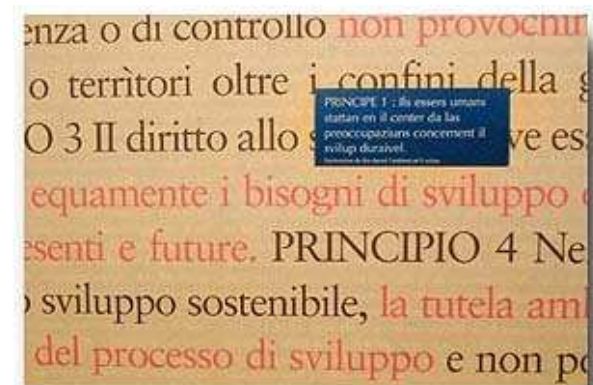 enza o di controllo non provochin
o territori oltre i confini della g
O 3 Il diritto allo s ve es
PRINCIPE 1 : Ils essers umans
stattan en il center da las
preoccupaziuns concernent il
svilup duraivel.
equamente i bisogni di sviluppo
esenti e future. PRINCIPIO 4 Ne
sviluppo sostenibile, la tutela amb
del processo di sviluppo e non po